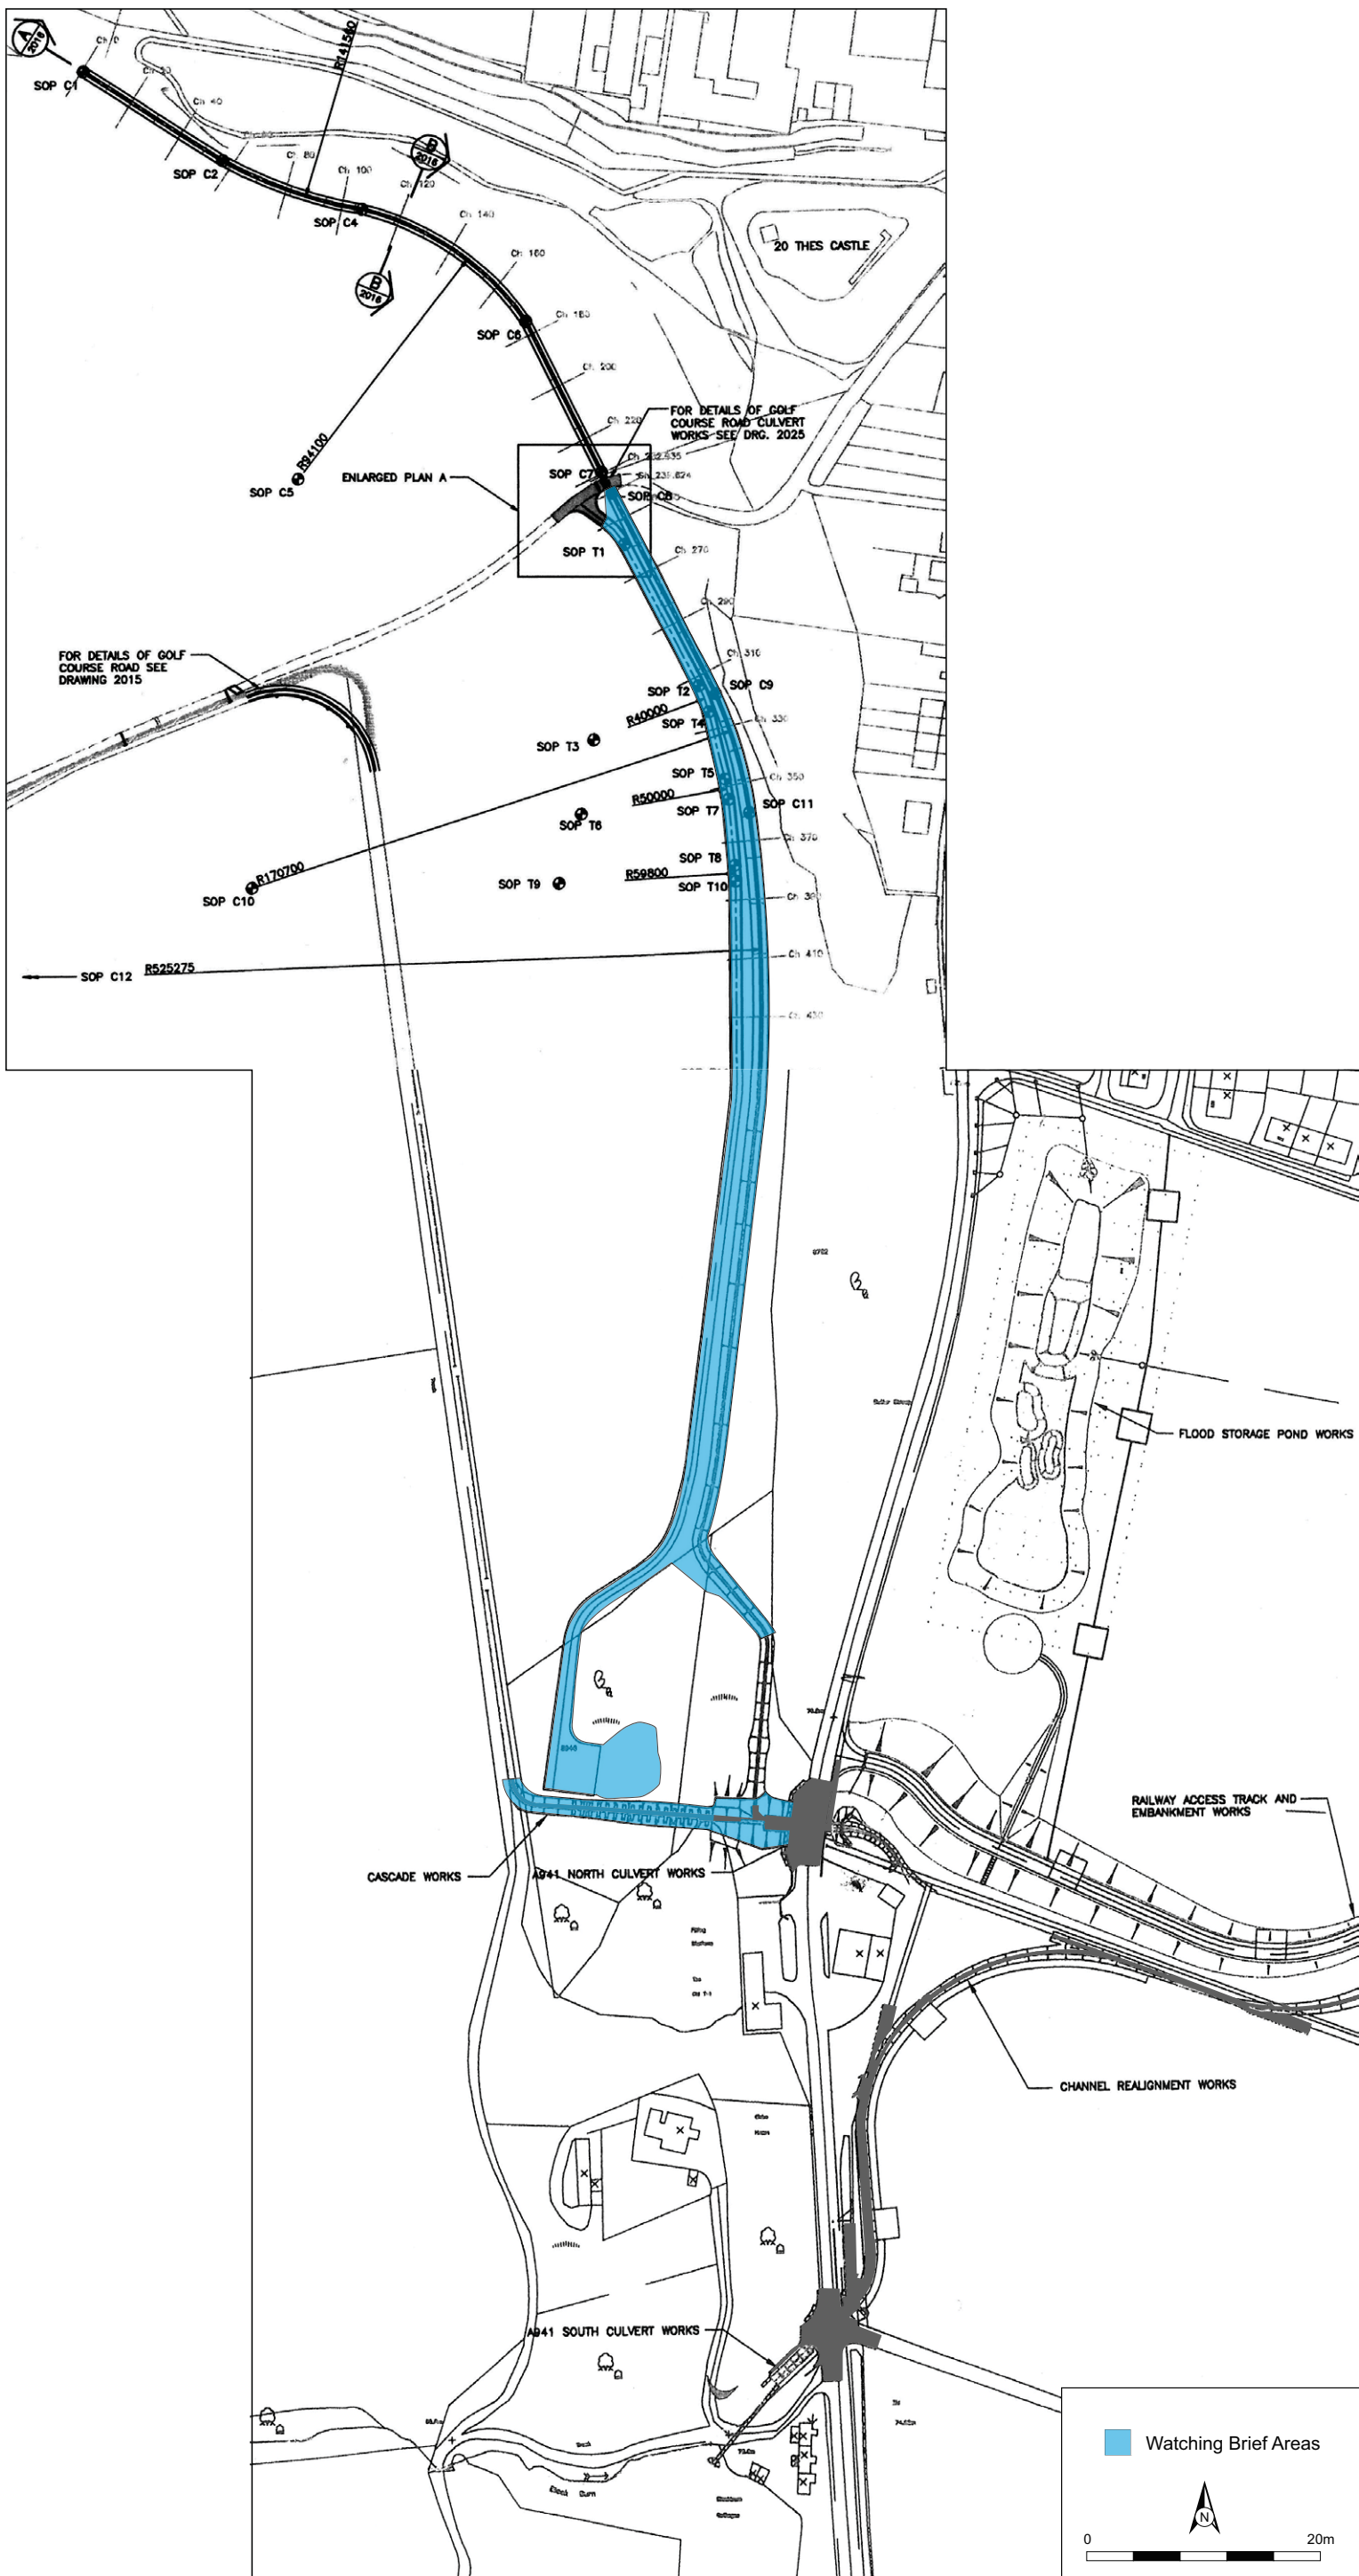 A
2016
SOP C1
Ch 0
Ch 40
R141560
SOP C2
Ch 80
Ch 100
SOP C4
B
2016
Ch 120
Ch 140
Ch 160
B
2016
20 THES CASTLE
SOP C6
Ch 180
Ch 200
Ch 220
FOR DETAILS OF GOLF
COURSE ROAD CULVERT
WORKS SEE DRG. 2025
R94100
SOP C5
ENLARGED PLAN A
SOP C7
SOP C8
SOP T1
Ch 270
Ch 290
Ch 310
FOR DETAILS OF GOLF
COURSE ROAD SEE
DRAWING 2015
SOP T2
SOP C9
R40000
SOP T4
Ch 330
SOP T3
SOP T5
Ch 350
R50000
SOP T7
SOP C11
SOP T6
Ch 370
SOP T8
R170700
SOP T9
R59800
SOP T10
Ch 390
SOP C10
Ch 410
SOP C12
R525275
Ch 430
FLOOD STORAGE POND WORKS
RAILWAY ACCESS TRACK AND
EMBANKMENT WORKS
CASCADE WORKS
A941 NORTH CULVERT WORKS
CHANNEL REALIGNMENT WORKS
A941 SOUTH CULVERT WORKS
Burn
Watching Brief Areas
N
0
20m